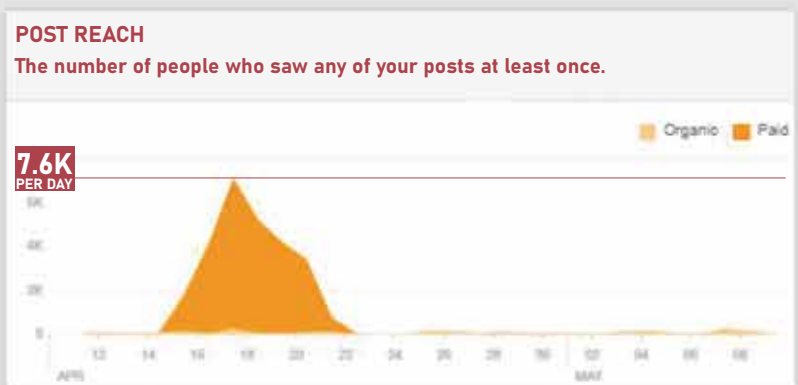 POST REACH
The number of people who saw any of your posts at least once.
Organic Paid
7.6K
PER DAY
6K
4K
2K
0
12 14 16 18 20 22 24 26 28 30 02 04 06 08
APR MAY